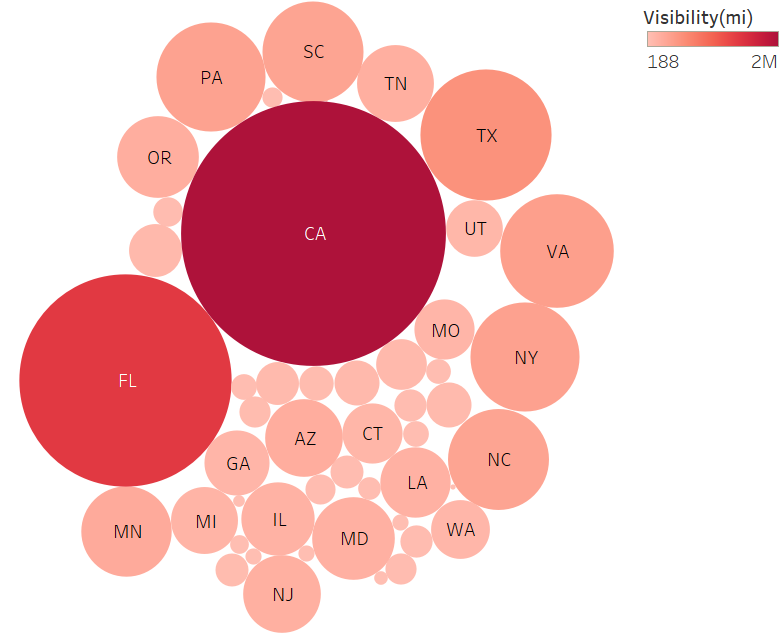 Visibility(mi)
188 2M
SC
PA
TN
TX
OR
UT
CA
VA
MO
NY
FL
CT
AZ
NC
GA
LA
MI
IL
WA
MN
MD
NJ